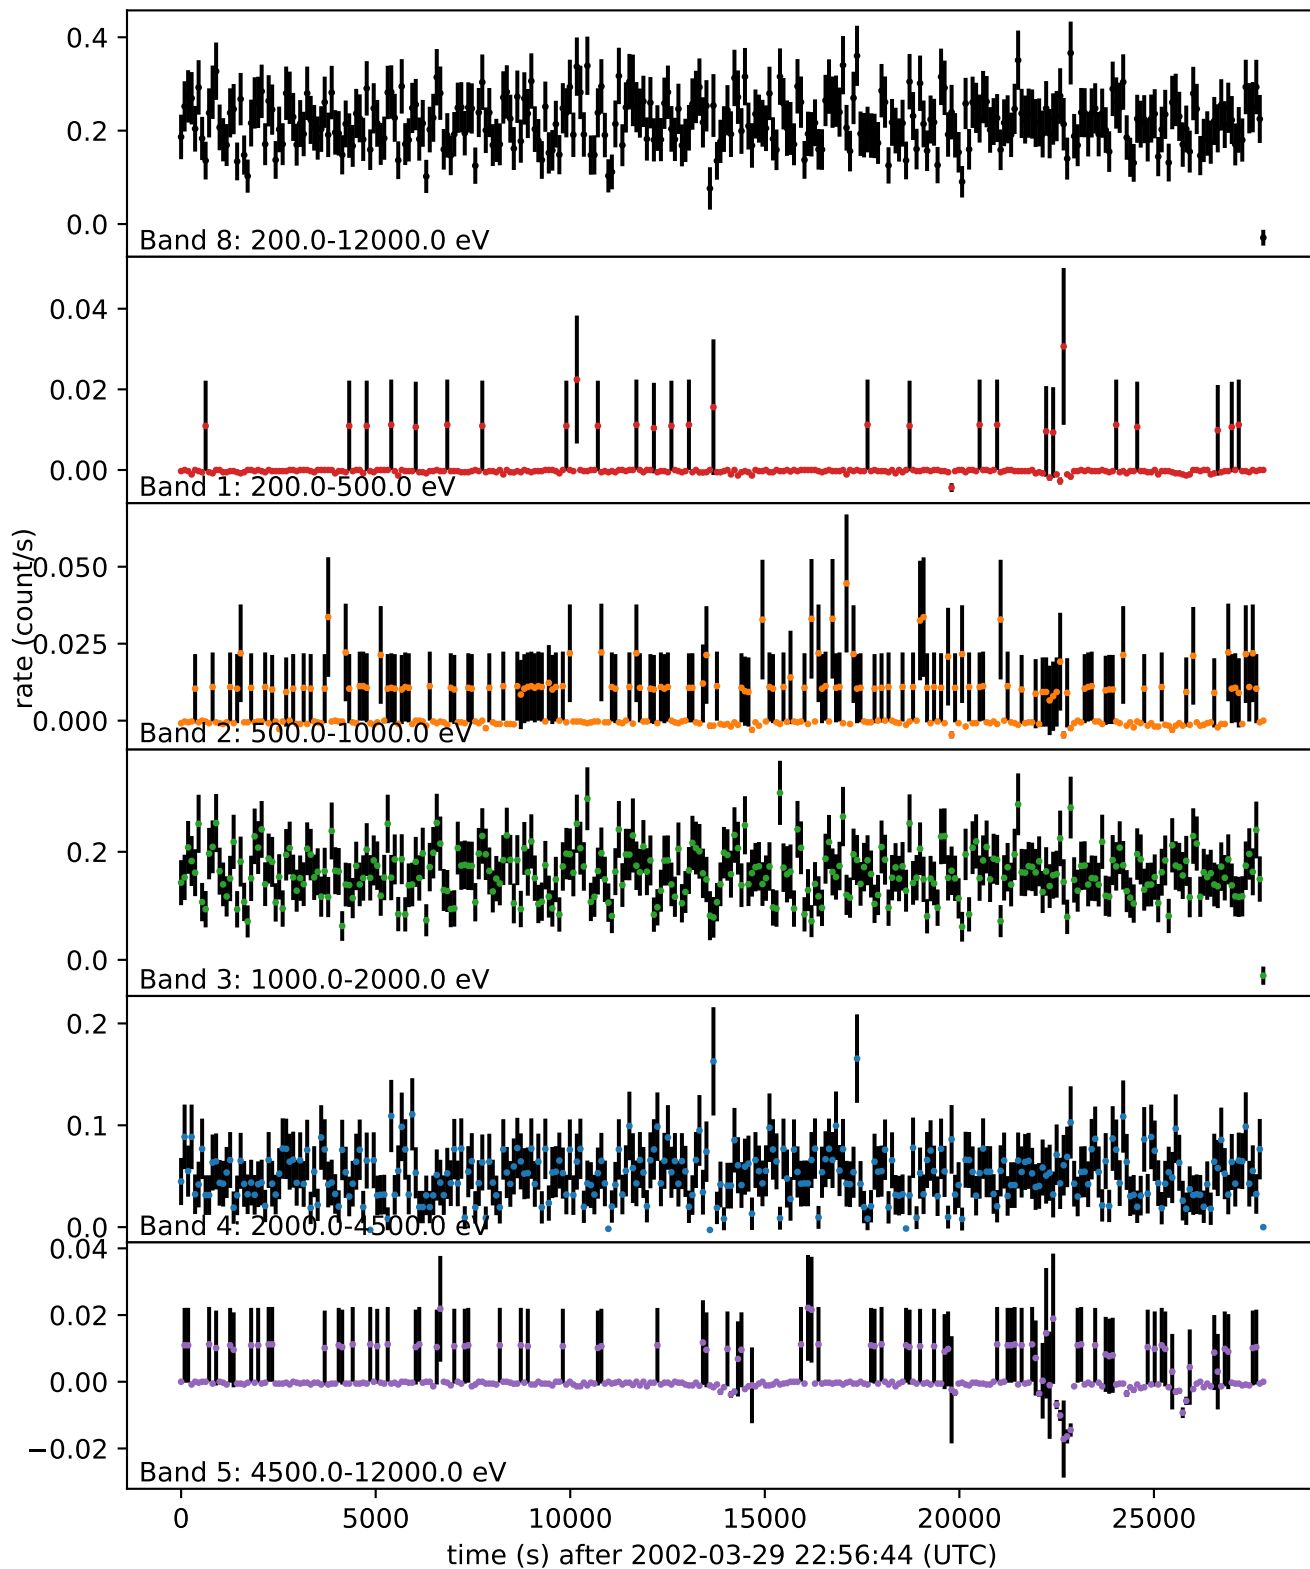 0.4
0.2
0.0
Band 8: 200.0-12000.0 eV
0.04
0.02
0.00
Band 1: 200.0-500.0 eV
rate (count/s)
0.050
0.025
0.000
Band 2: 500.0-1000.0 eV
0.2
0.0
Band 3: 1000.0-2000.0 eV
0.2
0.1
0.0
Band 4: 2000.0-4500.0 eV
0.04
0.02
0.00
−0.02
Band 5: 4500.0-12000.0 eV
0 5000 10000 15000 20000 25000
time (s) after 2002-03-29 22:56:44 (UTC)